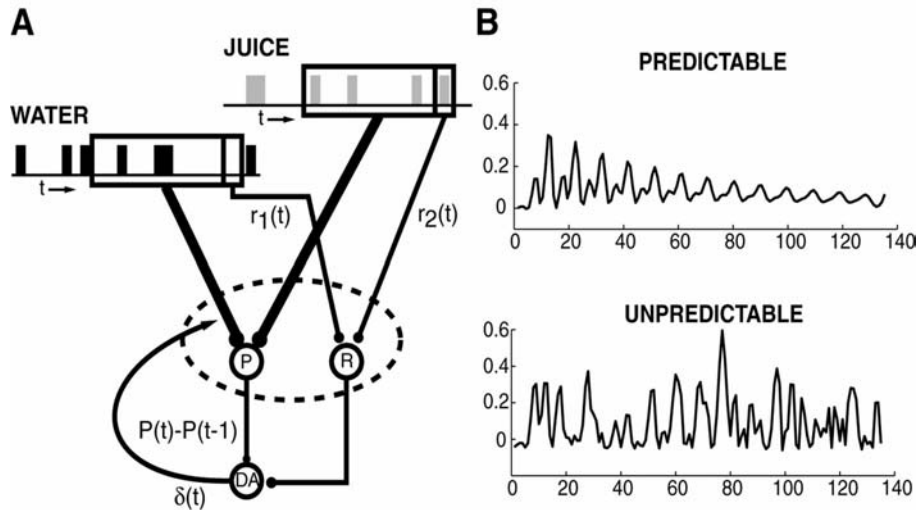 A
JUICE
t →
WATER
t →
r₁(t)
r₂(t)
P
R
P(t)-P(t-1)
DA
δ(t)
B
PREDICTABLE
0.6
0.4
0.2
0
0 20 40 60 80 100 120 140
UNPREDICTABLE
0.6
0.4
0.2
0
0 20 40 60 80 100 120 140